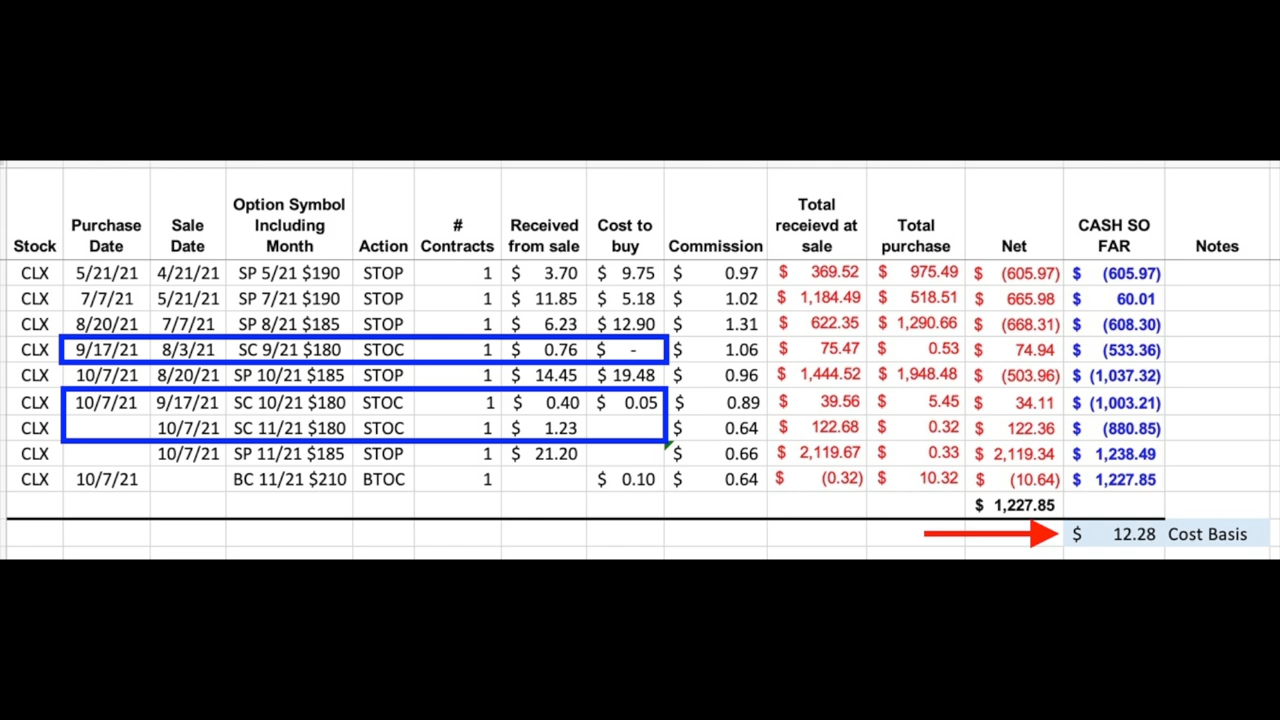 Stock Purchase Date Sale Date Option Symbol Including Month Action # Contracts Received from sale Cost to buy Commission Total receievd at sale Total purchase Net CASH SO FAR Notes
CLX 5/21/21 4/21/21 SP 5/21 $190 STOP 1 $ 3.70 $ 9.75 $ 0.97 $ 369.52 $ 975.49 $ (605.97) $ (605.97)
CLX 7/7/21 5/21/21 SP 7/21 $190 STOP 1 $ 11.85 $ 5.18 $ 1.02 $ 1,184.49 $ 518.51 $ 665.98 $ 60.01
CLX 8/20/21 7/7/21 SP 8/21 $185 STOP 1 $ 6.23 $ 12.90 $ 1.31 $ 622.35 $ 1,290.66 $ (668.31) $ (608.30)
CLX 9/17/21 8/3/21 SC 9/21 $180 STOC 1 $ 0.76 $ - $ 1.06 $ 75.47 $ 0.53 $ 74.94 $ (533.36)
CLX 10/7/21 8/20/21 SP 10/21 $185 STOP 1 $ 14.45 $ 19.48 $ 0.96 $ 1,444.52 $ 1,948.48 $ (503.96) $ (1,037.32)
CLX 10/7/21 9/17/21 SC 10/21 $180 STOC 1 $ 0.40 $ 0.05 $ 0.89 $ 39.56 $ 5.45 $ 34.11 $ (1,003.21)
CLX 10/7/21 SC 11/21 $180 STOC 1 $ 1.23 $ 0.64 $ 122.68 $ 0.32 $ 122.36 $ (880.85)
CLX 10/7/21 SP 11/21 $185 STOP 1 $ 21.20 $ 0.66 $ 2,119.67 $ 0.33 $ 2,119.34 $ 1,238.49
CLX 10/7/21 BC 11/21 $210 BTOC 1 $ 0.10 $ 0.64 $ (0.32) $ 10.32 $ (10.64) $ 1,227.85
$ 1,227.85
$ 12.28 Cost Basis